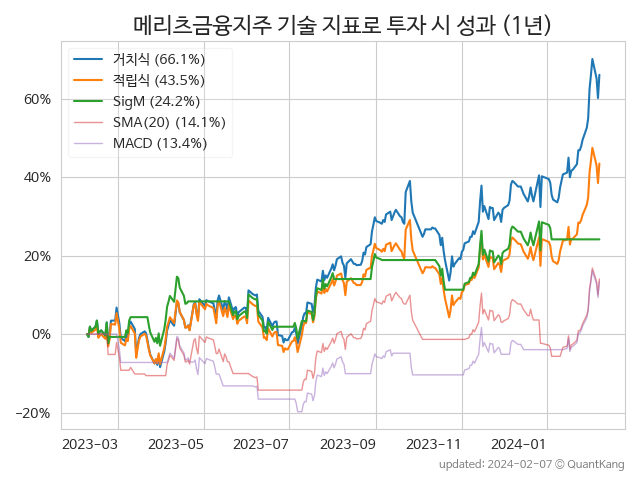 메리츠금융지주 기술 지표로 투자 시 성과 (1년)
거치식 (66.1%)
적립식 (43.5%)
SigM (24.2%)
SMA(20) (14.1%)
MACD (13.4%)
60%
40%
20%
0%
−20%
2023-03 2023-05 2023-07 2023-09 2023-11 2024-01
updated: 2024-02-07 © QuantKang